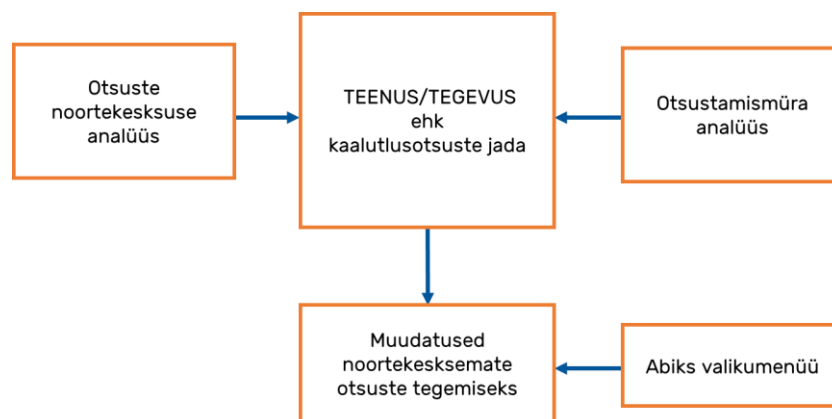 Otsuste
noortekesksuse
analüüs
TEENUS/TEGEVUS
ehk
kaalutlusotsuste jada
Otsustamismüra
analüüs
Muudatused
noortekesksemate
otsuste tegemiseks
Abiks valikumenüü